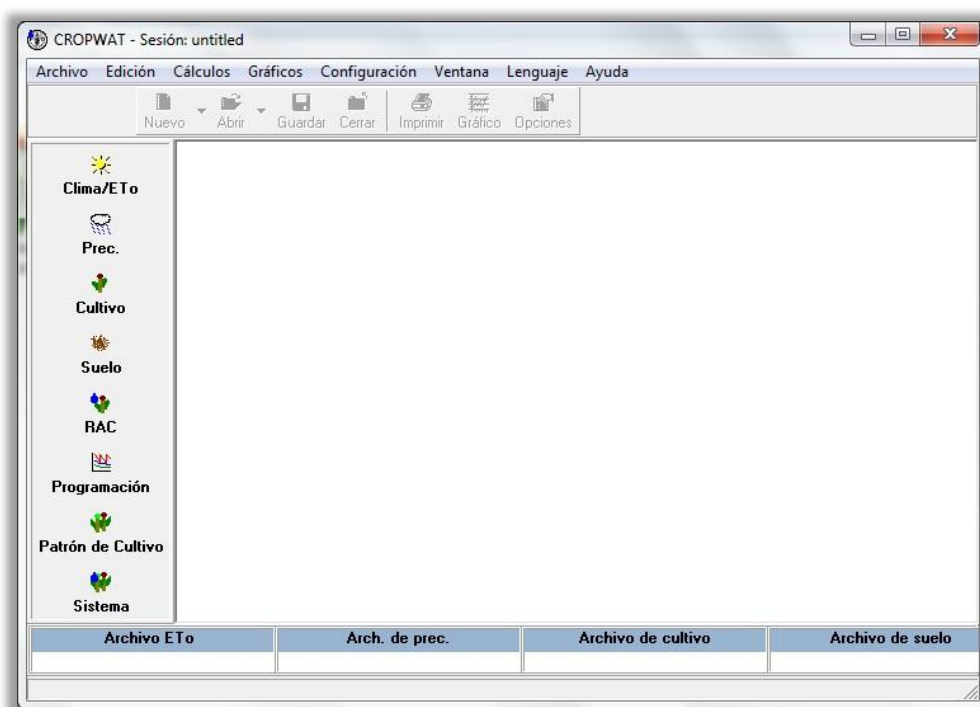 CROPWAT - Sesión: untitled
Archivo Edición Cálculos Gráficos Configuración Ventana Lenguaje Ayuda
Nuevo Abrir Guardar Cerrar Imprimir Gráfico Opciones
Clima/ETo
Prec.
Cultivo
Suelo
RAC
Programación
Patrón de Cultivo
Sistema
Archivo ETo Arch. de prec. Archivo de cultivo Archivo de suelo